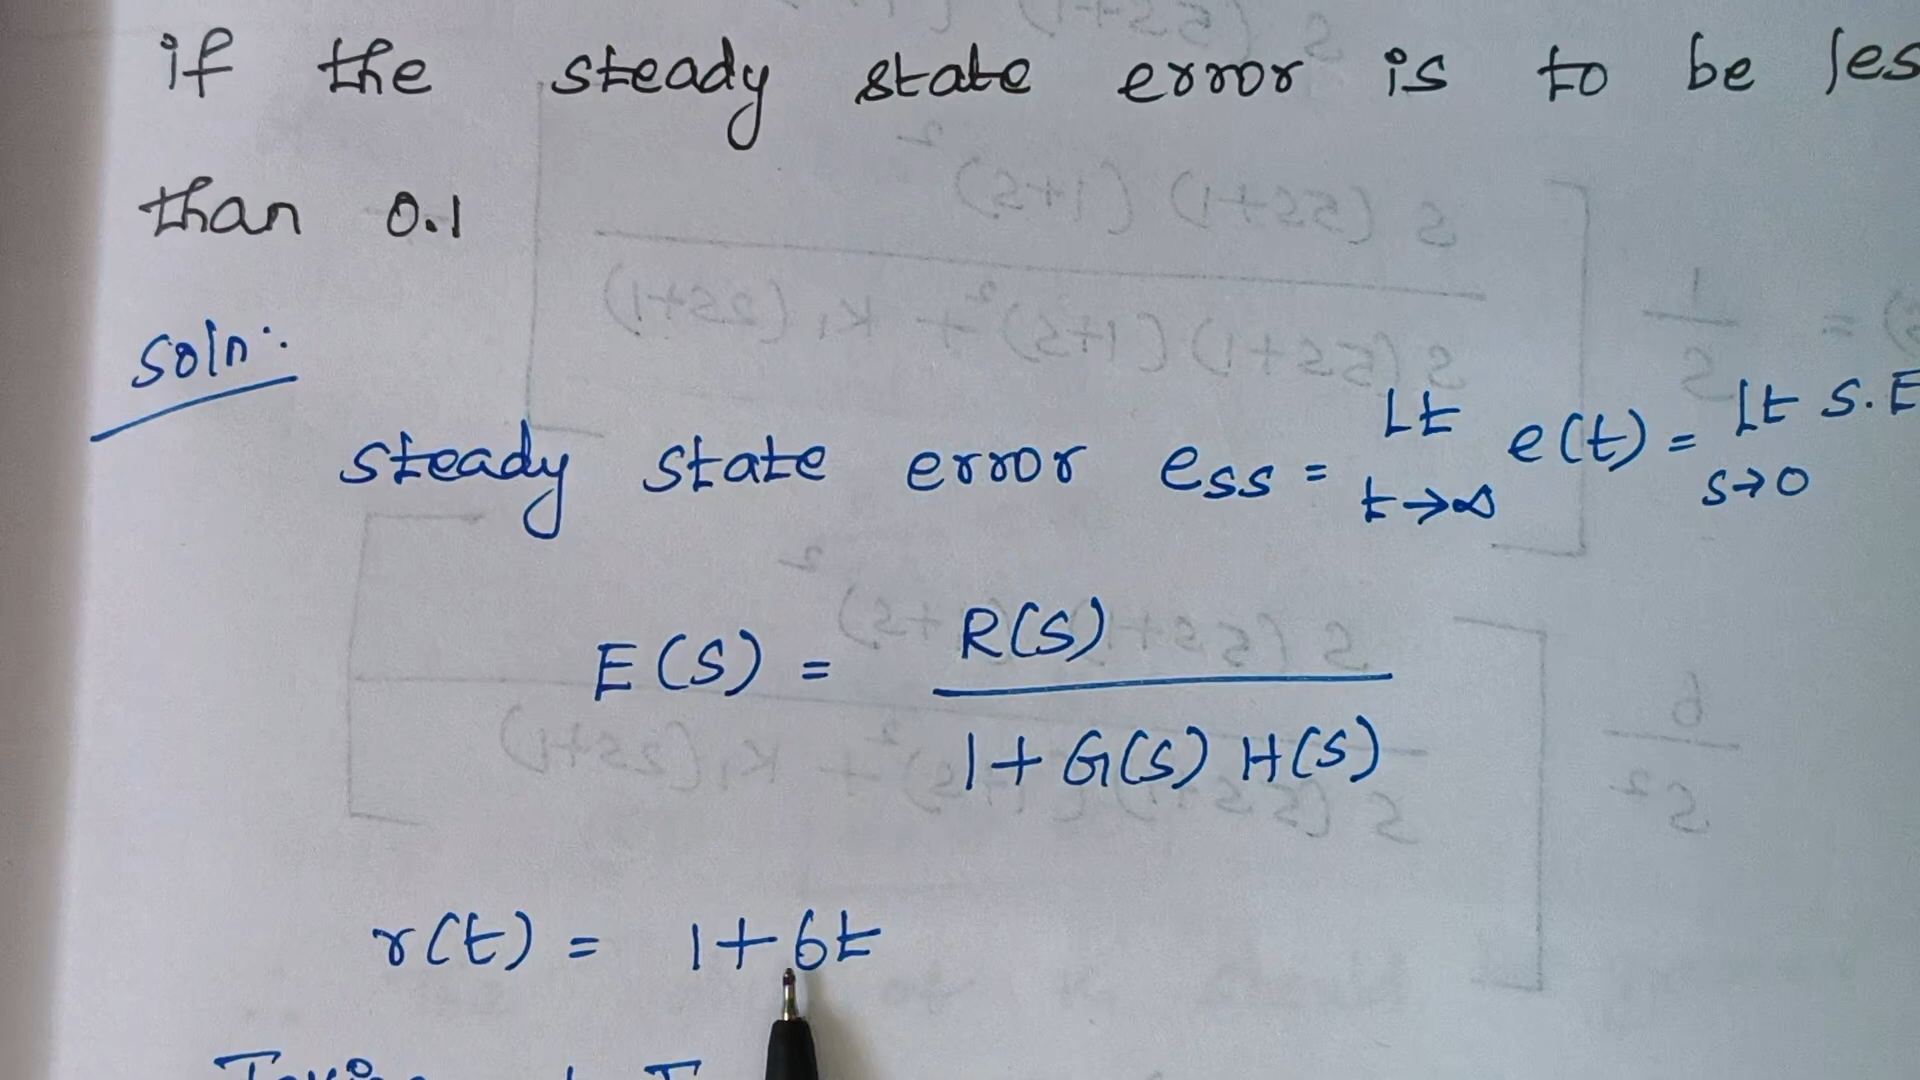 if the steady state error is to be les
than 0.1
Soln:
steady state error ess = Lt t→∞ e(t) = Lt s→0 S.E
E(S) = R(S) / 1+G(S) H(S)
r(t) = 1+6t